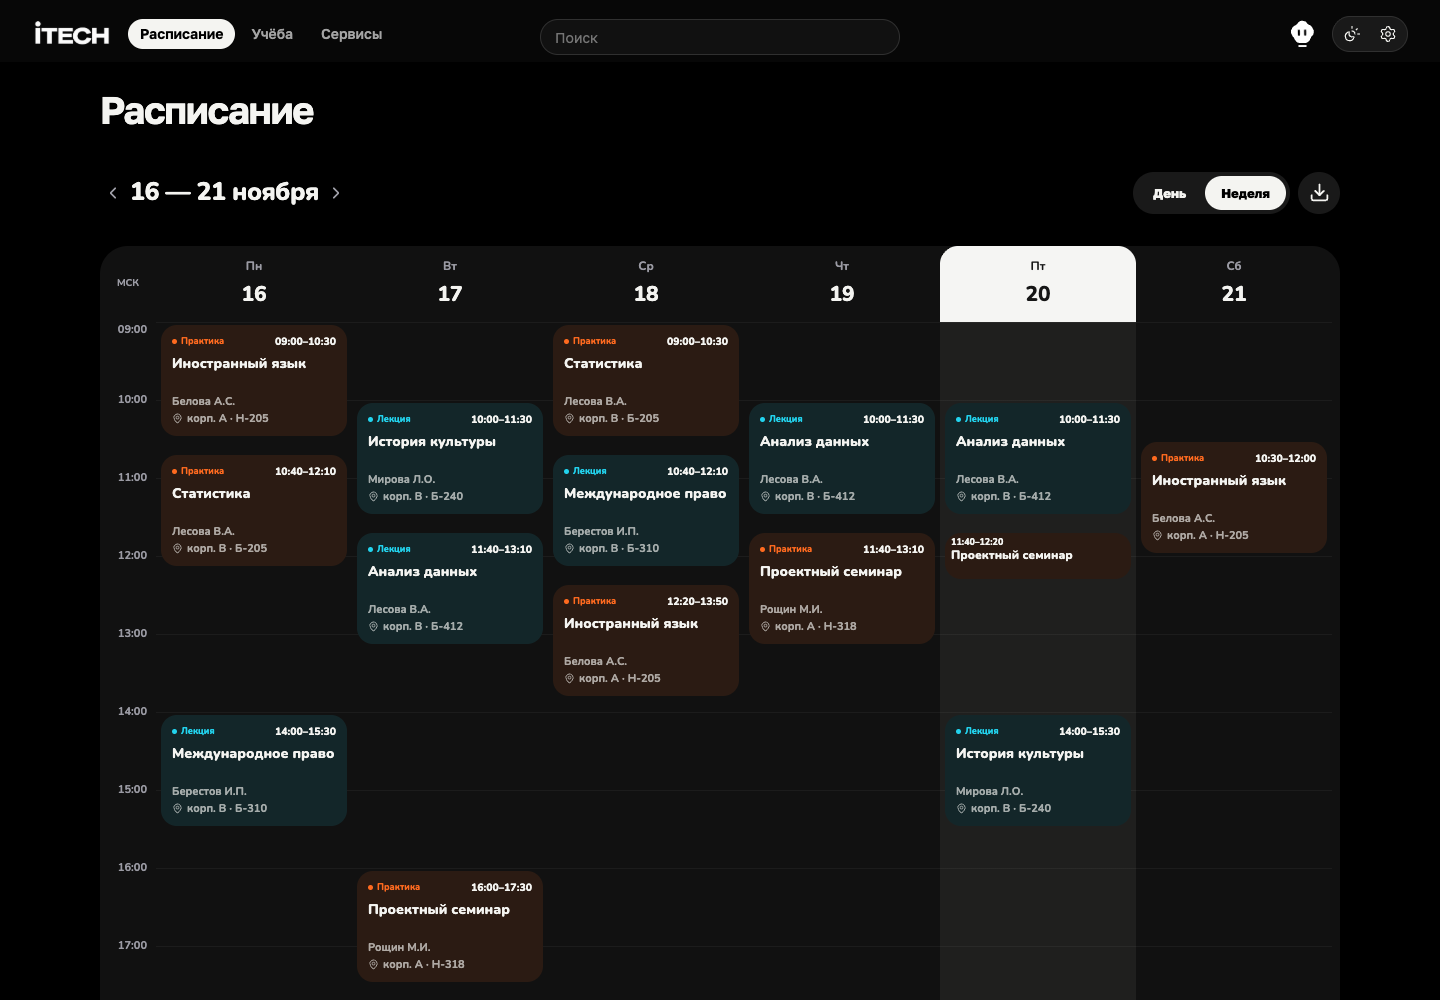 iTECH
Расписание
Учёба
Сервисы
Поиск
Расписание
16 — 21 ноября
День
Неделя
мск
Пн
16
Вт
17
Ср
18
Чт
19
Пт
20
Сб
21
09:00
10:00
11:00
12:00
13:00
14:00
15:00
16:00
17:00
Практика 09:00–10:30
Иностранный язык
Белова А.С.
корп. А · Н-205
Практика 10:40–12:10
Статистика
Лесова В.А.
корп. В · Б-205
Лекция 14:00–15:30
Международное право
Берестов И.П.
корп. В · Б-310
Лекция 10:00–11:30
История культуры
Мирова Л.О.
корп. В · Б-240
Лекция 11:40–13:10
Анализ данных
Лесова В.А.
корп. В · Б-412
Практика 16:00–17:30
Проектный семинар
Рощин М.И.
корп. А · Н-318
Практика 09:00–10:30
Статистика
Лесова В.А.
корп. В · Б-205
Лекция 10:40–12:10
Международное право
Берестов И.П.
корп. В · Б-310
Практика 12:20–13:50
Иностранный язык
Белова А.С.
корп. А · Н-205
Лекция 10:00–11:30
Анализ данных
Лесова В.А.
корп. В · Б-412
Практика 11:40–13:10
Проектный семинар
Рощин М.И.
корп. А · Н-318
Лекция 10:00–11:30
Анализ данных
Лесова В.А.
корп. В · Б-412
11:40–12:20
Проектный семинар
Лекция 14:00–15:30
История культуры
Мирова Л.О.
корп. В · Б-240
Практика 10:30–12:00
Иностранный язык
Белова А.С.
корп. А · Н-205